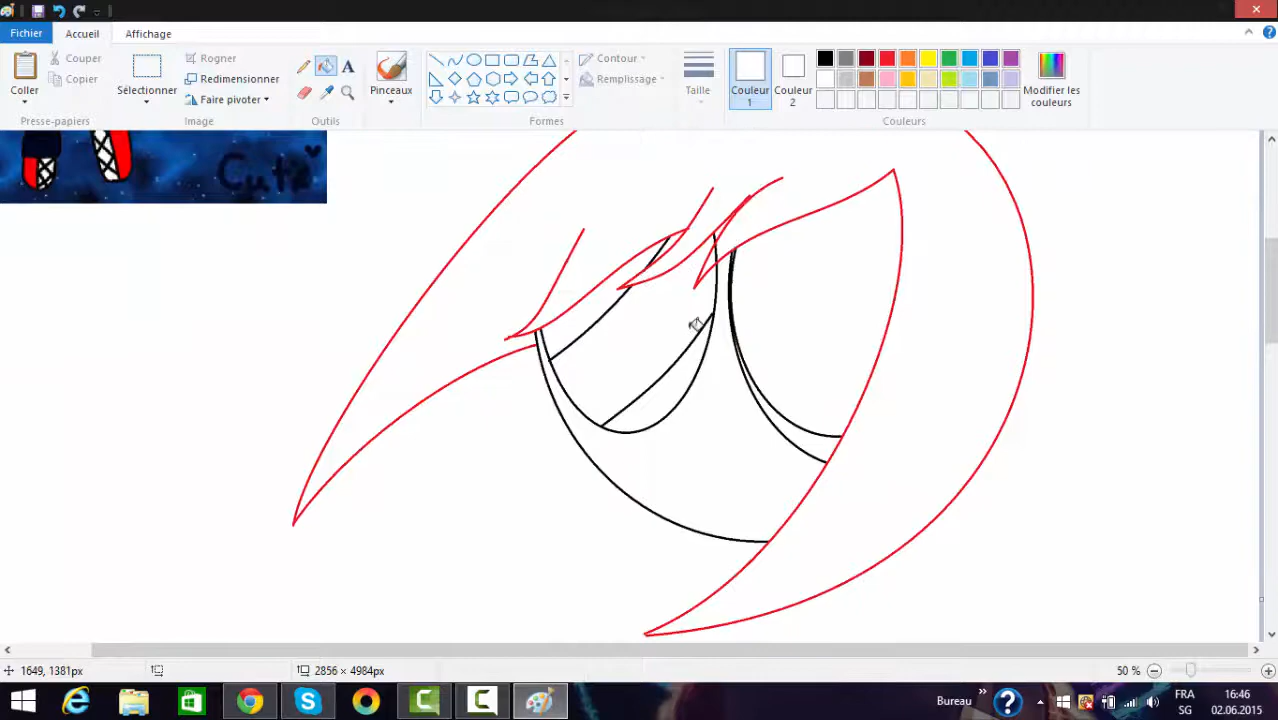 Fichier Accueil Affichage
Coller
Couper
Copier
Presse-papiers
Sélectionner
Rogner
Redimensionner
Faire pivoter
Image
A
Outils
Pinceaux
Contour
Remplissage
Formes
Taille
Couleur 1
Couleur 2
Modifier les couleurs
Couleurs
Cute
1649, 1381px
2856 × 4984px
50 %
Bureau
FRA
SG
16:46
02.06.2015